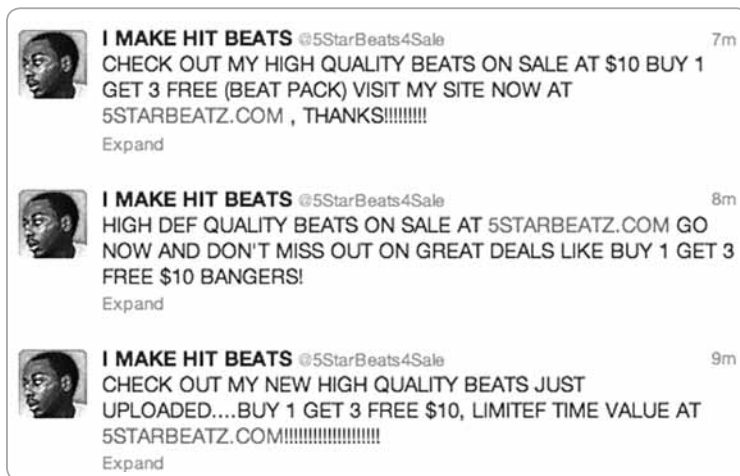 I MAKE HIT BEATS @5StarBeats4Sale 7m
CHECK OUT MY HIGH QUALITY BEATS ON SALE AT $10 BUY 1
GET 3 FREE (BEAT PACK) VISIT MY SITE NOW AT
5STARBEATZ.COM , THANKS!!!!!!!!!
Expand
I MAKE HIT BEATS @5StarBeats4Sale 8m
HIGH DEF QUALITY BEATS ON SALE AT 5STARBEATZ.COM GO
NOW AND DON'T MISS OUT ON GREAT DEALS LIKE BUY 1 GET 3
FREE $10 BANGERS!
Expand
I MAKE HIT BEATS @5StarBeats4Sale 9m
CHECK OUT MY NEW HIGH QUALITY BEATS JUST
UPLOADED....BUY 1 GET 3 FREE $10, LIMITEF TIME VALUE AT
5STARBEATZ.COM!!!!!!!!!!!!!!!!!!!!
Expand